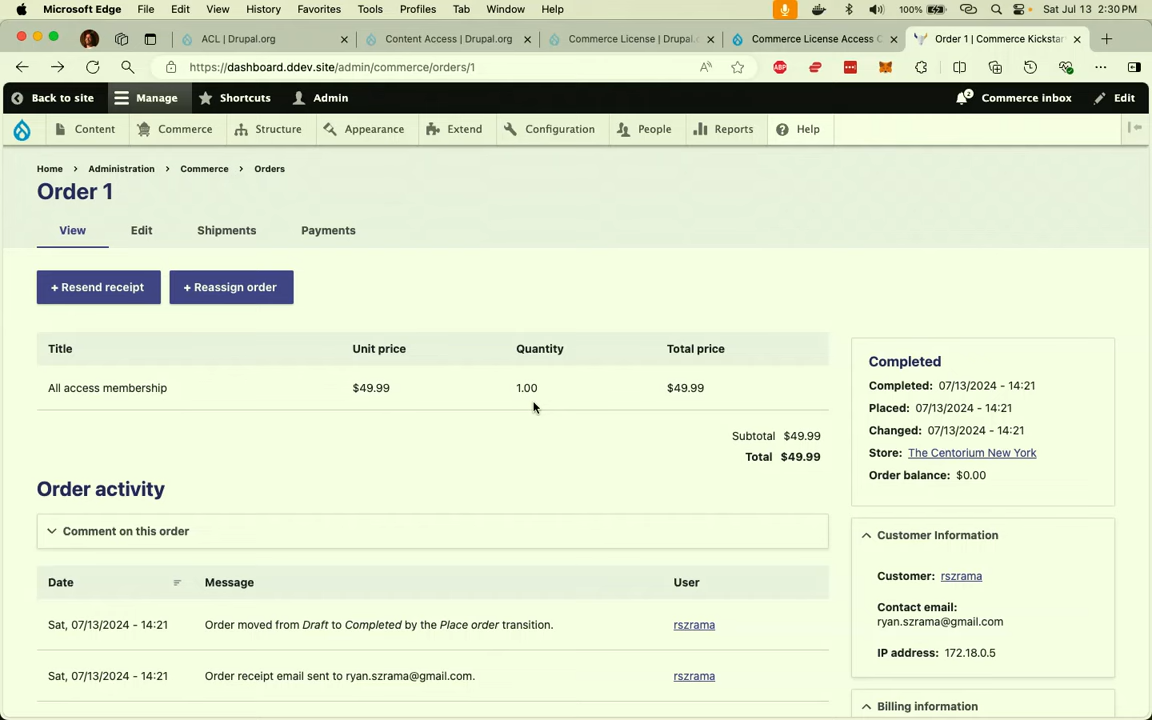 Microsoft Edge File Edit View History Favorites Tools Profiles Tab Window Help 100% Sat Jul 13 2:30 PM
ACL | Drupal.org Content Access | Drupal.org Commerce License | Drupal. Commerce License Access C Order 1 | Commerce Kickstar
https://dashboard.ddev.site/admin/commerce/orders/1 ABP
Back to site Manage Shortcuts Admin 2 Commerce inbox Edit
Content Commerce Structure Appearance Extend Configuration People Reports Help
Home > Administration > Commerce > Orders
Order 1
View Edit Shipments Payments
+ Resend receipt + Reassign order
Title Unit price Quantity Total price
All access membership $49.99 1.00 $49.99
Subtotal $49.99
Total $49.99
Completed
Completed: 07/13/2024 - 14:21
Placed: 07/13/2024 - 14:21
Changed: 07/13/2024 - 14:21
Store: The Centorium New York
Order balance: $0.00
Order activity
Comment on this order
Date Message User
Sat, 07/13/2024 - 14:21 Order moved from Draft to Completed by the Place order transition. rszrama
Sat, 07/13/2024 - 14:21 Order receipt email sent to ryan.szrama@gmail.com. rszrama
Customer Information
Customer: rszrama
Contact email:
ryan.szrama@gmail.com
IP address: 172.18.0.5
Billing information